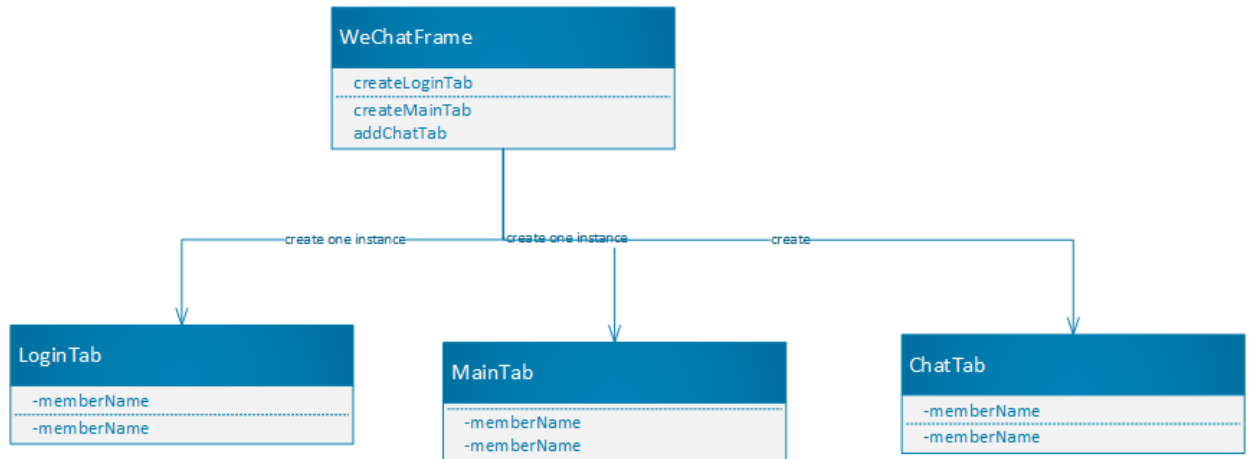 WeChatFrame
createLoginTab
createMainTab
addChatTab
create one instance
create one instance
create
LoginTab
-memberName
-memberName
MainTab
-memberName
-memberName
ChatTab
-memberName
-memberName